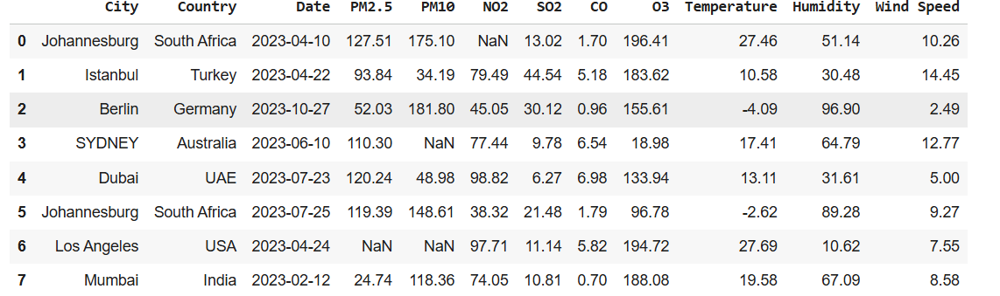 City Country Date PM2.5 PM10 NO2 SO2 CO O3 Temperature Humidity Wind Speed
0 Johannesburg South Africa 2023-04-10 127.51 175.10 NaN 13.02 1.70 196.41 27.46 51.14 10.26
1 Istanbul Turkey 2023-04-22 93.84 34.19 79.49 44.54 5.18 183.62 10.58 30.48 14.45
2 Berlin Germany 2023-10-27 52.03 181.80 45.05 30.12 0.96 155.61 -4.09 96.90 2.49
3 SYDNEY Australia 2023-06-10 110.30 NaN 77.44 9.78 6.54 18.98 17.41 64.79 12.77
4 Dubai UAE 2023-07-23 120.24 48.98 98.82 6.27 6.98 133.94 13.11 31.61 5.00
5 Johannesburg South Africa 2023-07-25 119.39 148.61 38.32 21.48 1.79 96.78 -2.62 89.28 9.27
6 Los Angeles USA 2023-04-24 NaN NaN 97.71 11.14 5.82 194.72 27.69 10.62 7.55
7 Mumbai India 2023-02-12 24.74 118.36 74.05 10.81 0.70 188.08 19.58 67.09 8.58